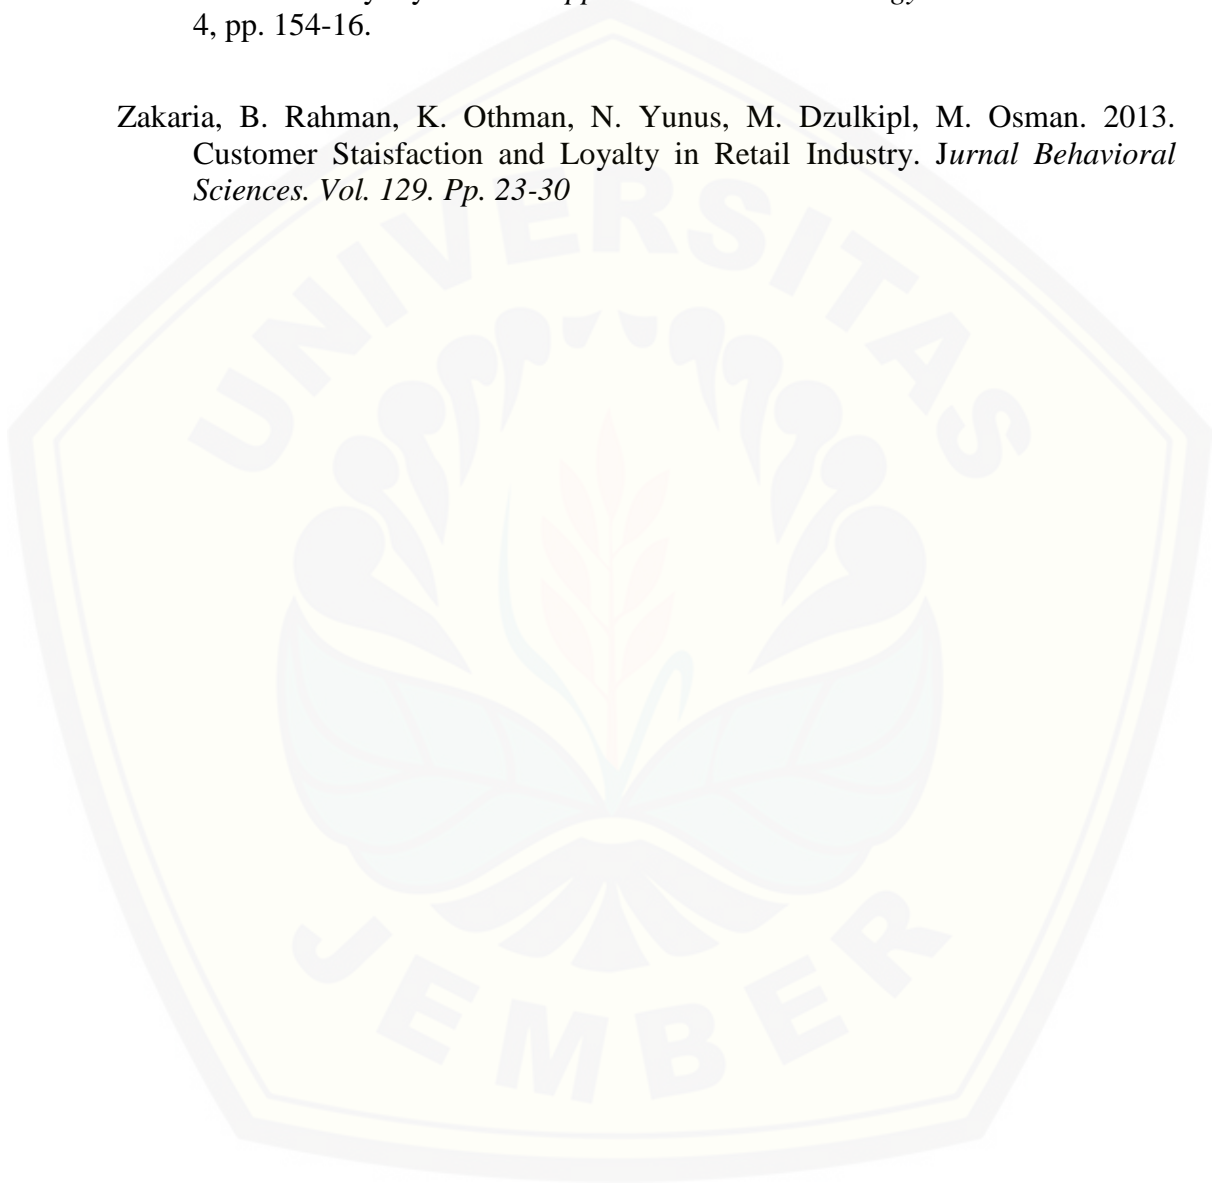 4, pp. 154-16.
Zakaria, B. Rahman, K. Othman, N. Yunus, M. Dzulkipl, M. Osman. 2013.
Customer Staisfaction and Loyalty in Retail Industry. Jurnal Behavioral
Sciences. Vol. 129. Pp. 23-30
UNIVERSITAS
JEMBER